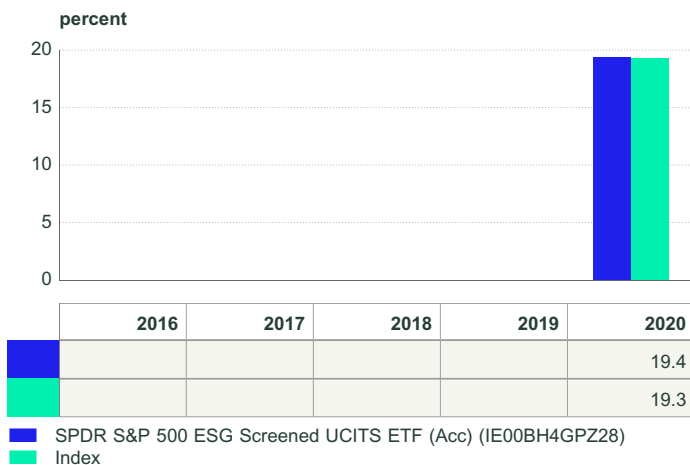 percent
20
15
10
5
0
2016 2017 2018 2019 2020
19.4
19.3
SPDR S&P 500 ESG Screened UCITS ETF (Acc) (IE00BH4GPZ28)
Index